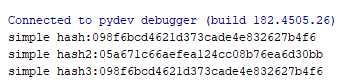 Connected to pydev debugger (build 182.4505.26)
simple hash:098f6bcd4621d373cade4e832627b4f6
simple hash2:05a671c66aefea124cc08b76ea6d30bb
simple hash3:098f6bcd4621d373cade4e832627b4f6